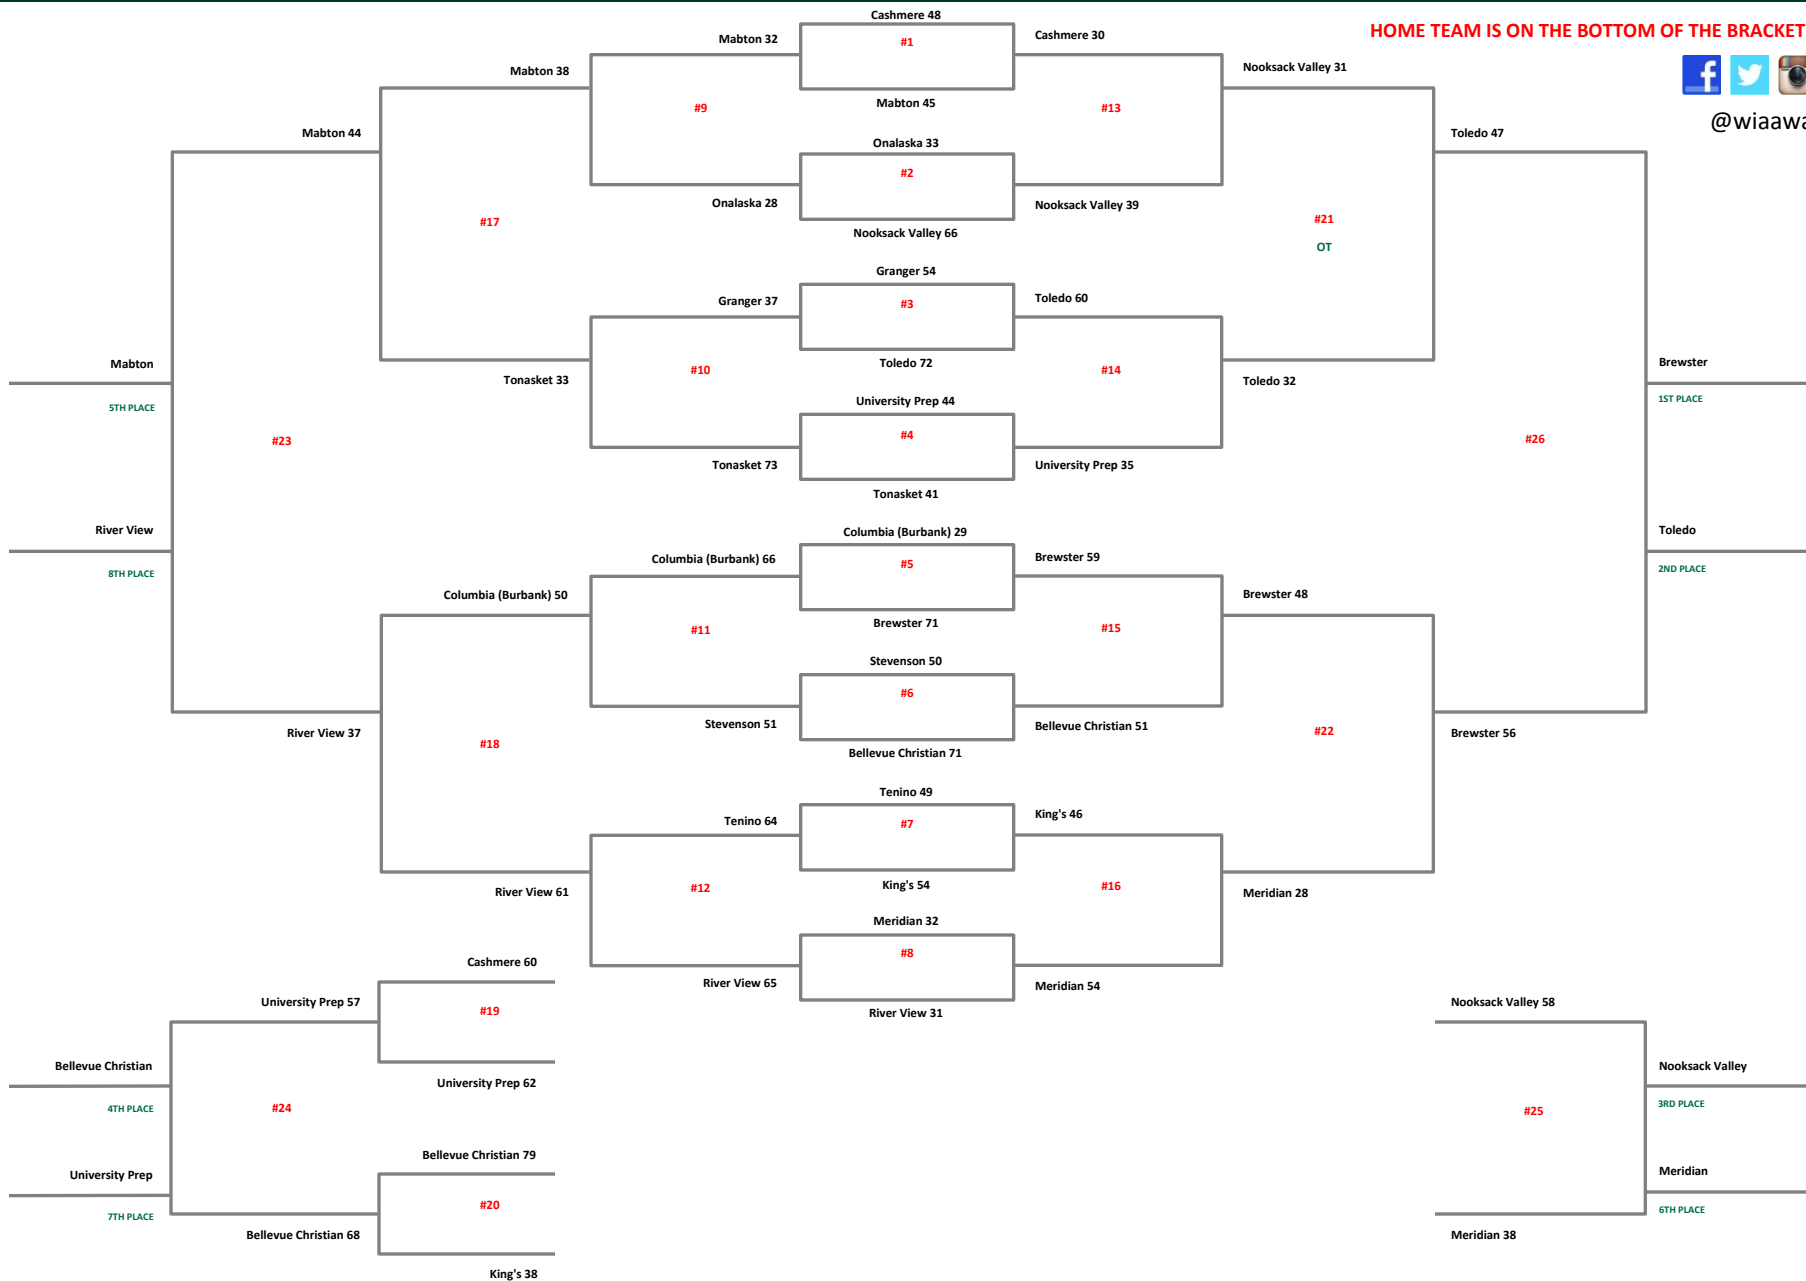 Cashmere 48
HOME TEAM IS ON THE BOTTOM OF THE BRACKET
Mabton 32
#1
Cashmere 30
Mabton 38
Nooksack Valley 31
#9
Mabton 45
#13
@wiaawa
Mabton 44
Onalaska 33
Toledo 47
#2
Onalaska 28
Nooksack Valley 39
#17
#21
Nooksack Valley 66
OT
Granger 54
Granger 37
#3
Toledo 60
Mabton
Toledo 72
Brewster
#10
#14
Tonasket 33
Toledo 32
5TH PLACE
University Prep 44
1ST PLACE
#23
#4
#26
Tonasket 73
University Prep 35
Tonasket 41
River View
Columbia (Burbank) 29
Toledo
Columbia (Burbank) 66
#5
Brewster 59
8TH PLACE
2ND PLACE
Columbia (Burbank) 50
Brewster 48
#11
Brewster 71
#15
Stevenson 50
#6
Stevenson 51
Bellevue Christian 51
River View 37
#18
#22
Brewster 56
Bellevue Christian 71
Tenino 49
Tenino 64
#7
King's 46
River View 61
#12
King's 54
#16
Meridian 28
Meridian 32
#8
Cashmere 60
River View 65
Meridian 54
University Prep 57
Nooksack Valley 58
#19
River View 31
Bellevue Christian
Nooksack Valley
University Prep 62
4TH PLACE
#24
#25
3RD PLACE
Bellevue Christian 79
University Prep
Meridian
#20
7TH PLACE
6TH PLACE
Bellevue Christian 68
Meridian 38
King's 38